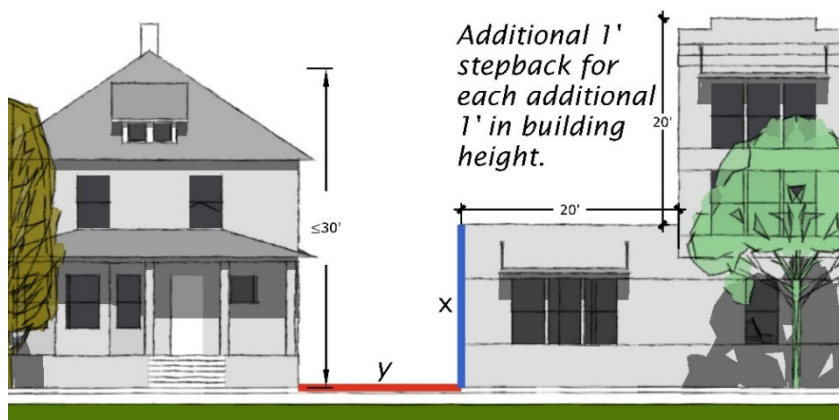 Additional 1'
stepback for
each additional
1' in building
height.
20'
20'
≤30'
x
y